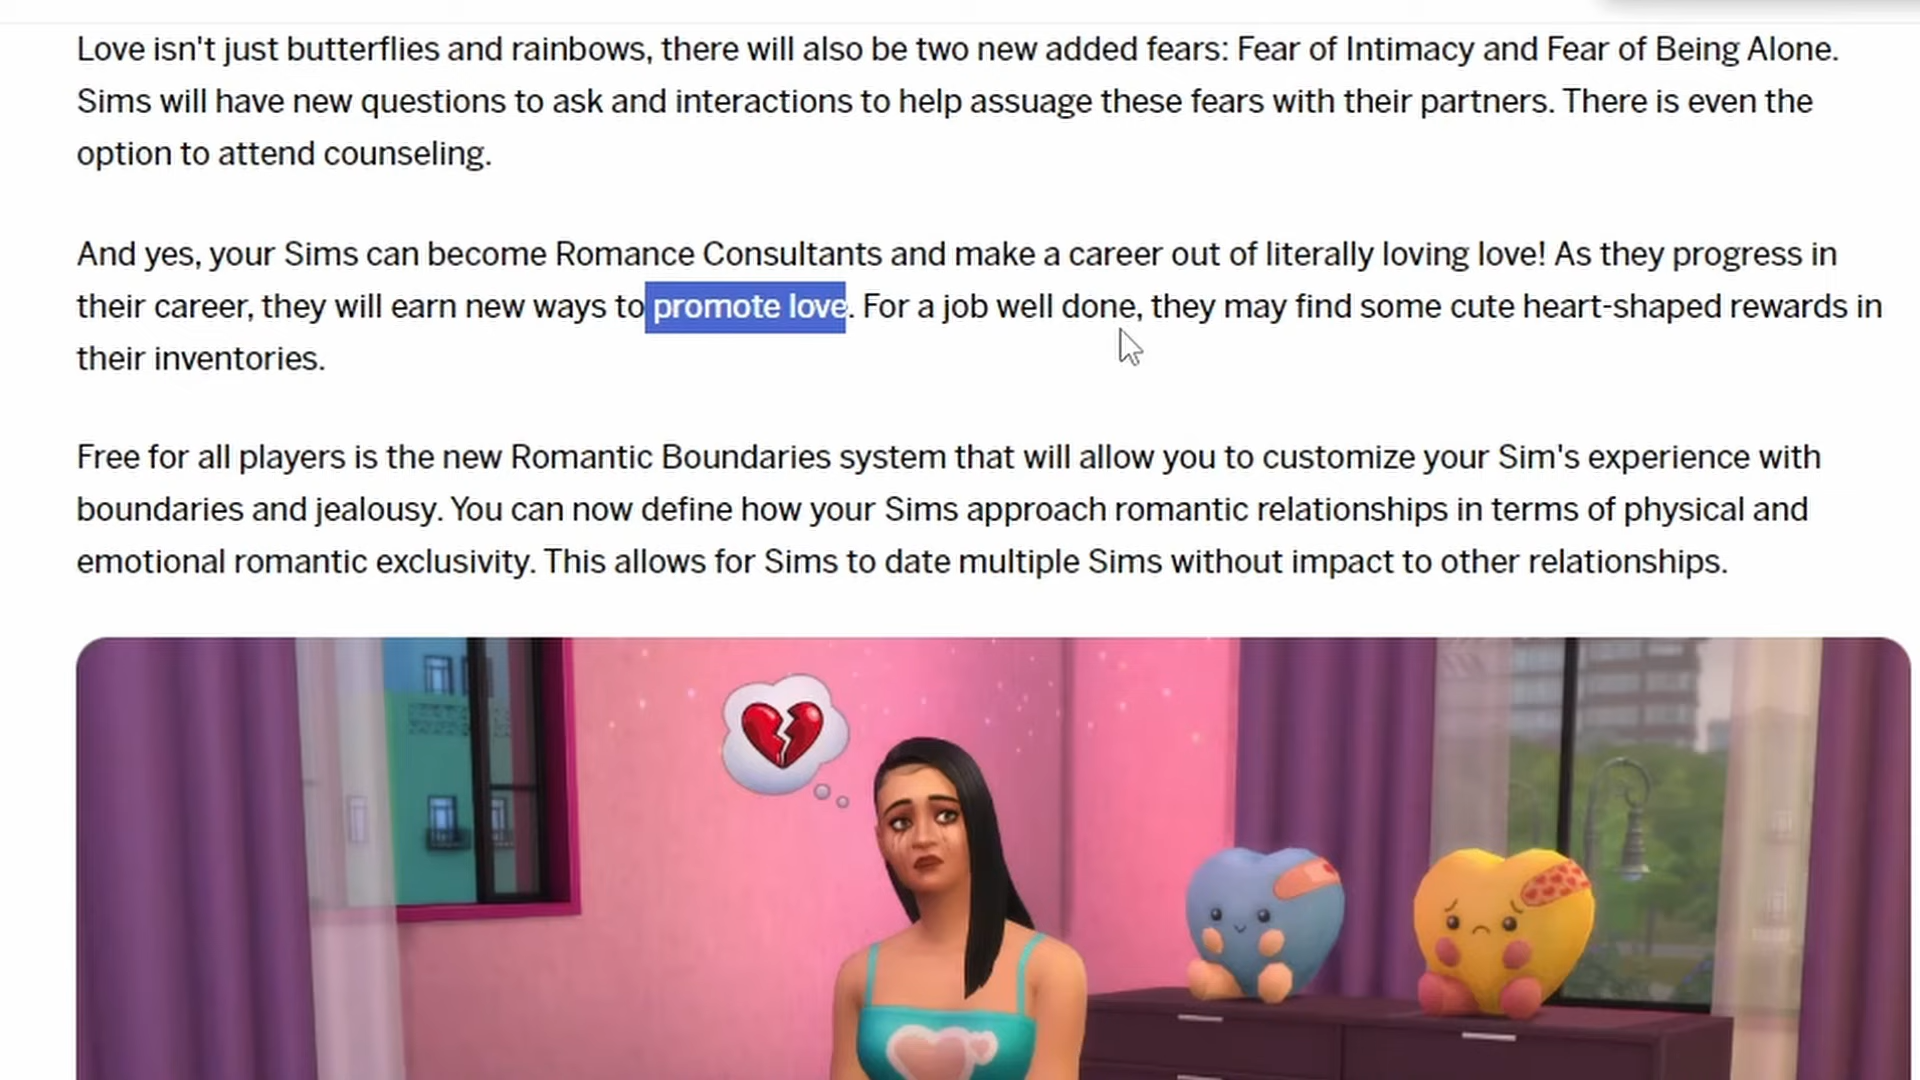 Love isn't just butterflies and rainbows, there will also be two new added fears: Fear of Intimacy and Fear of Being Alone.
Sims will have new questions to ask and interactions to help assuage these fears with their partners. There is even the
option to attend counseling.
And yes, your Sims can become Romance Consultants and make a career out of literally loving love! As they progress in
their career, they will earn new ways to promote love. For a job well done, they may find some cute heart-shaped rewards in
their inventories.
Free for all players is the new Romantic Boundaries system that will allow you to customize your Sim's experience with
boundaries and jealousy. You can now define how your Sims approach romantic relationships in terms of physical and
emotional romantic exclusivity. This allows for Sims to date multiple Sims without impact to other relationships.